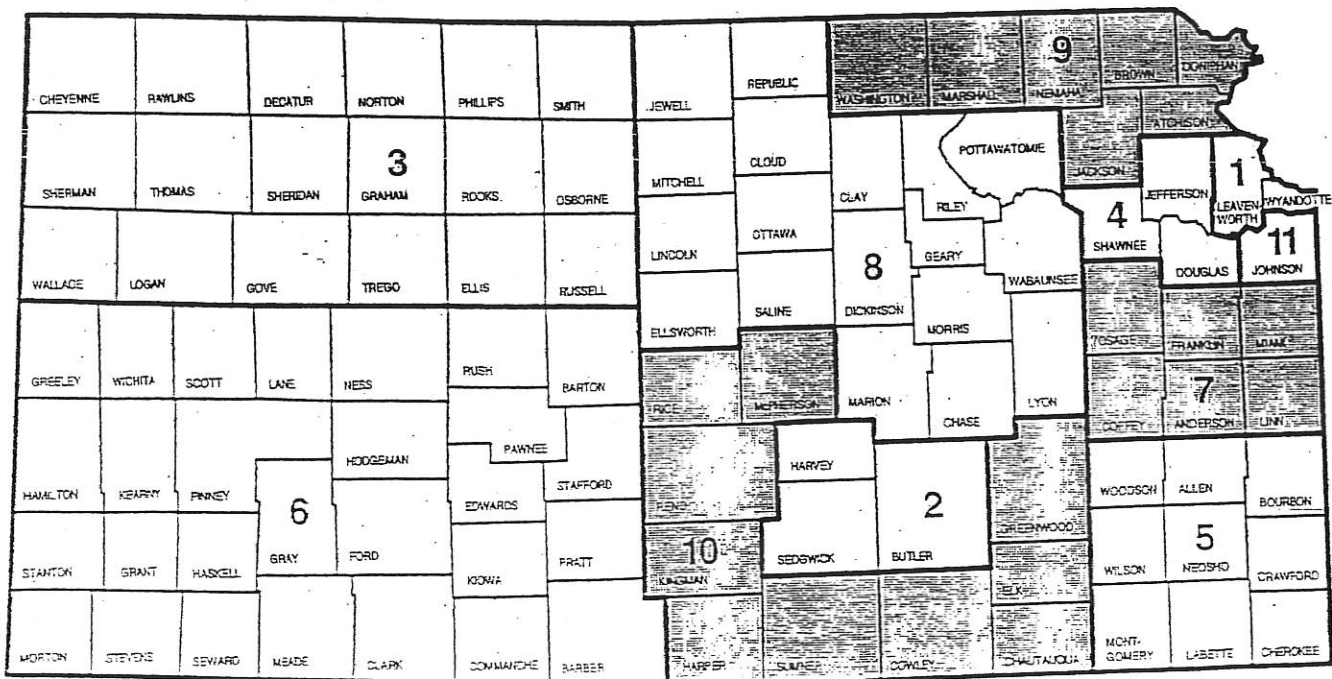 CHEYENNE RAWLINS DECATUR NORTON PHILLIPS SMITH JEWELL REPUBLIC WASHINGTON MARSHALL NEMAHA BROWN DONIPHAN
9
ATCHISON
JACKSON
POTTAWATOMIE
SHERMAN THOMAS SHERIDAN GRAHAM ROOKS OSBORNE MITCHELL CLOUD CLAY RILEY JEFFERSON
3
1
LEAVEN
WORTH
WYANDOTTE
4
SHAWNEE
11
JOHNSON
DOUGLAS
WALLACE LOGAN GOVE TREGO ELLIS RUSSELL LINCOLN OTTAWA GEARY WABAUNSEE
8
DICKINSON
ELLSWORTH SALINE MORRIS OSAGE FRANKLIN MIAMI
GREELEY WICHITA SCOTT LANE NESS RUSH BARTON RICE McPHERSON MARION CHASE LYON COFFEY ANDERSON LINN
7
HAMILTON KEARNY FINNEY HODGEMAN PAWNEE STAFFORD EDWARDS RENO HARVEY GREENWOOD WOODSON ALLEN BOURBON
6
STANTON GRANT HASKELL GRAY FORD KIOWA PRATT KINGMAN SEDGWICK BUTLER ELK WILSON NEOSHO CRAWFORD
10
2
5
MORTON STEVENS SEWARD MEADE CLARK COMMANCHE BARBER HARPER SUMNER COWLEY CHAUTAUQUA MONT-
GOMERY LABETTE CHEROKEE